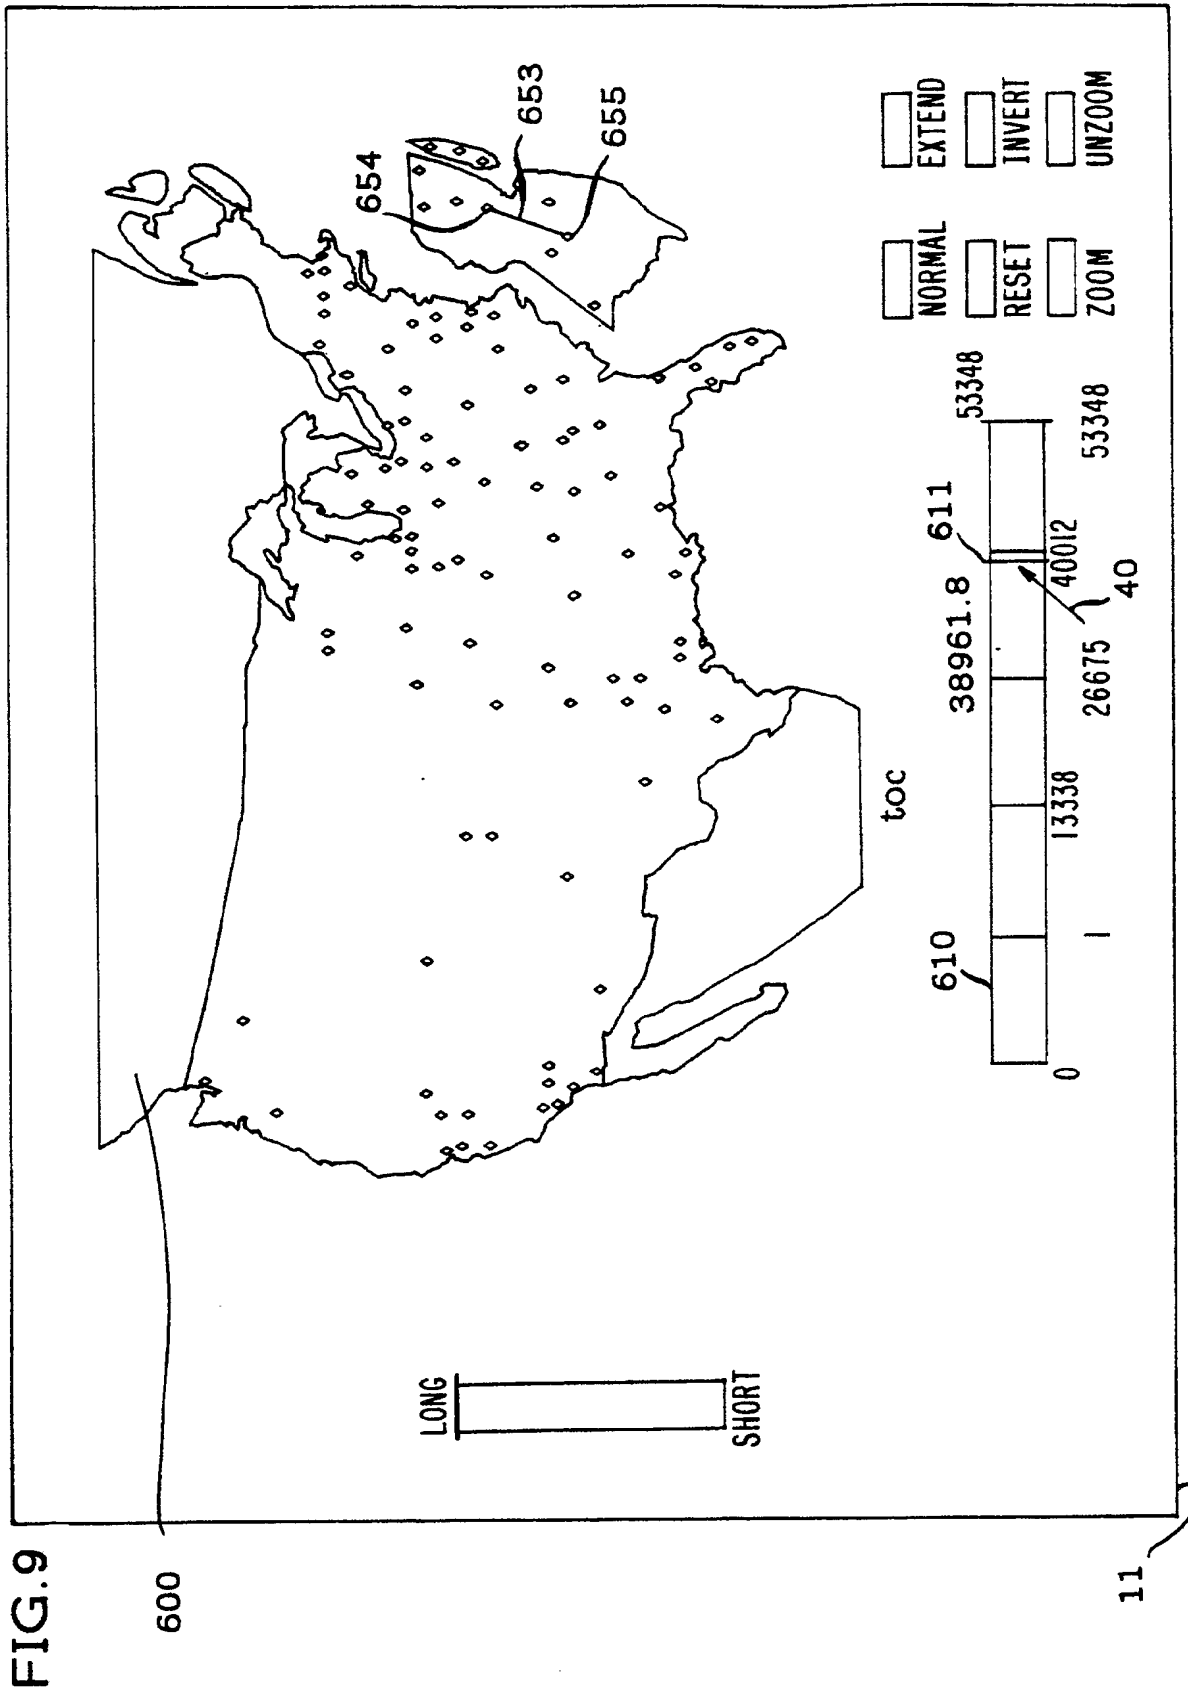 FIG.9
600
654
653
655
LONG
SHORT
toc
NORMAL
EXTEND
RESET
INVERT
ZOOM
UNZOOM
610
38961.8
611
53348
0
1
13338
26675
40012
53348
40
11